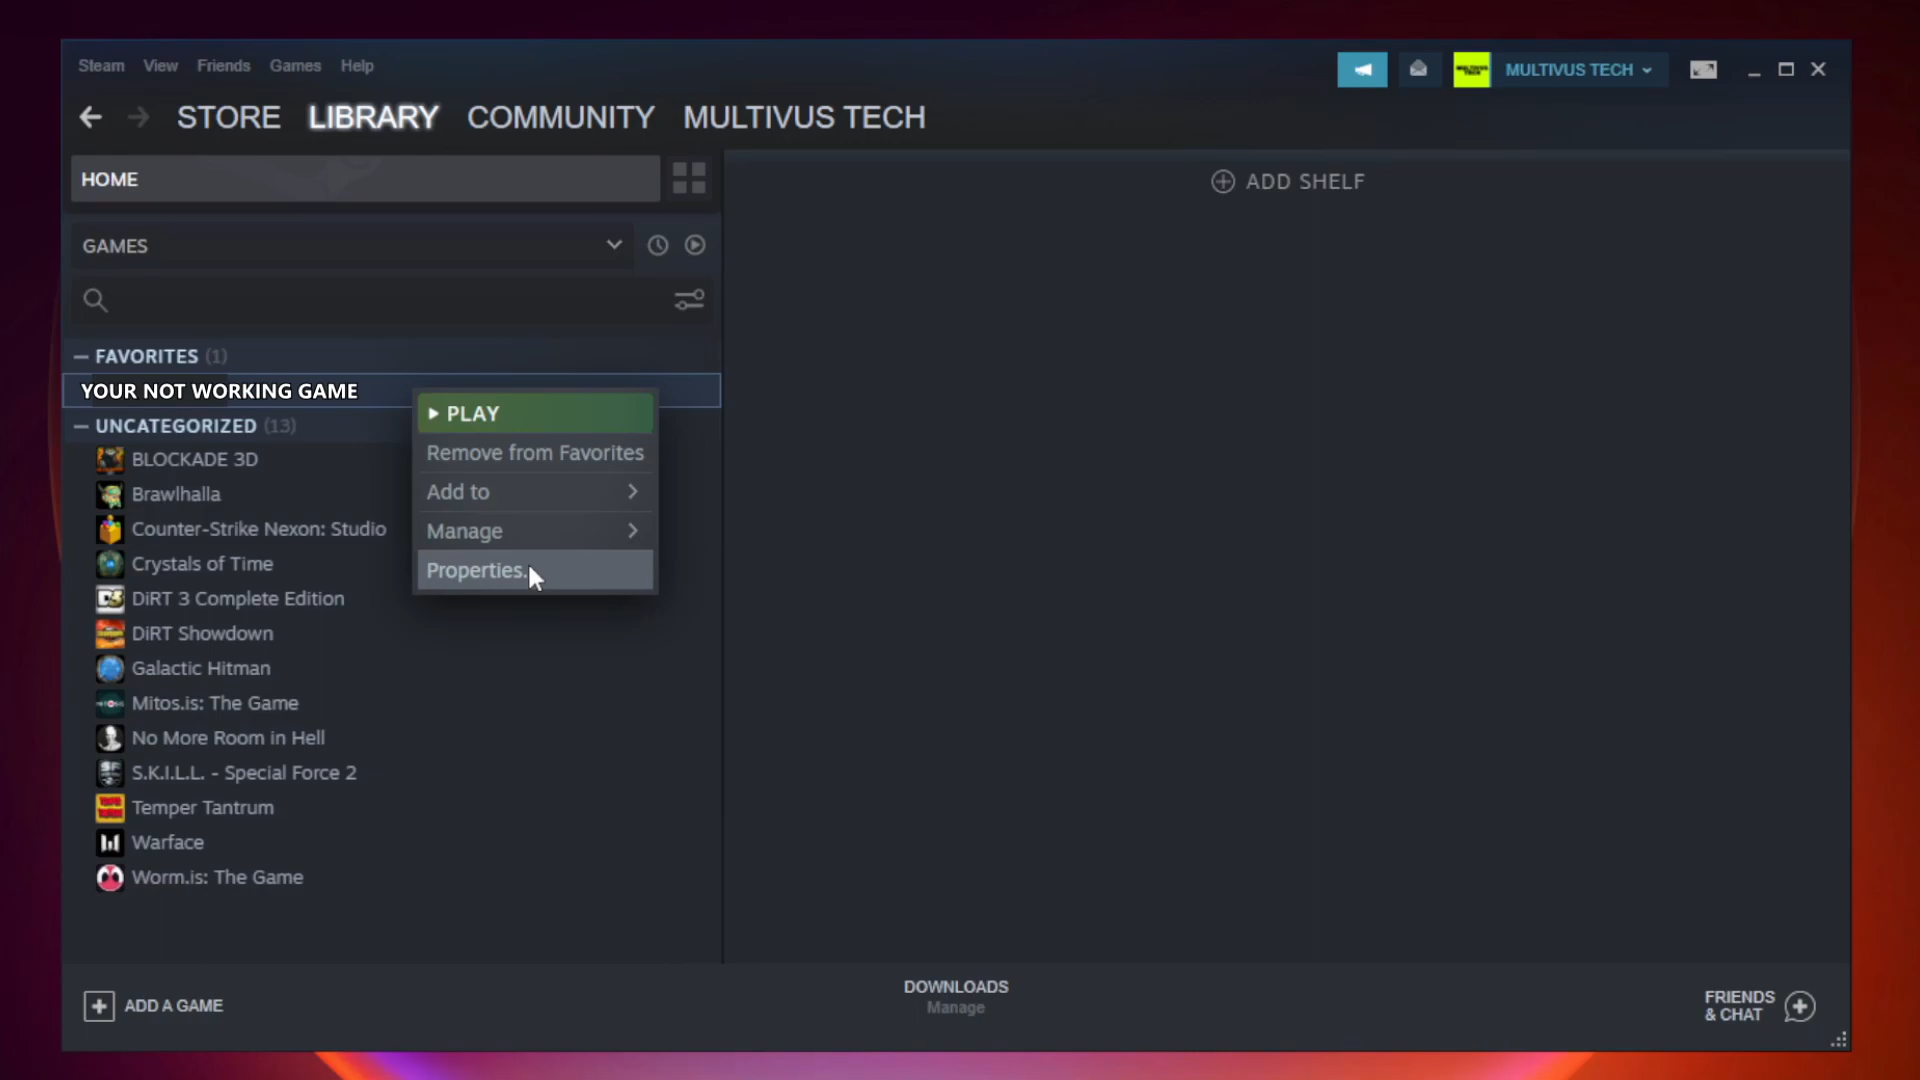 Steam View Friends Games Help
MULTIVUS TECH
STORE LIBRARY COMMUNITY MULTIVUS TECH
HOME
ADD SHELF
GAMES
FAVORITES (1)
YOUR NOT WORKING GAME
PLAY
UNCATEGORIZED (13)
Remove from Favorites
BLOCKADE 3D
Add to
Brawlhalla
Manage
Counter-Strike Nexon: Studio
Properties.
Crystals of Time
DiRT 3 Complete Edition
DiRT Showdown
Galactic Hitman
Mitos.is: The Game
No More Room in Hell
S.K.I.L.L. - Special Force 2
Temper Tantrum
Warface
Worm.is: The Game
ADD A GAME
DOWNLOADS
Manage
FRIENDS
& CHAT